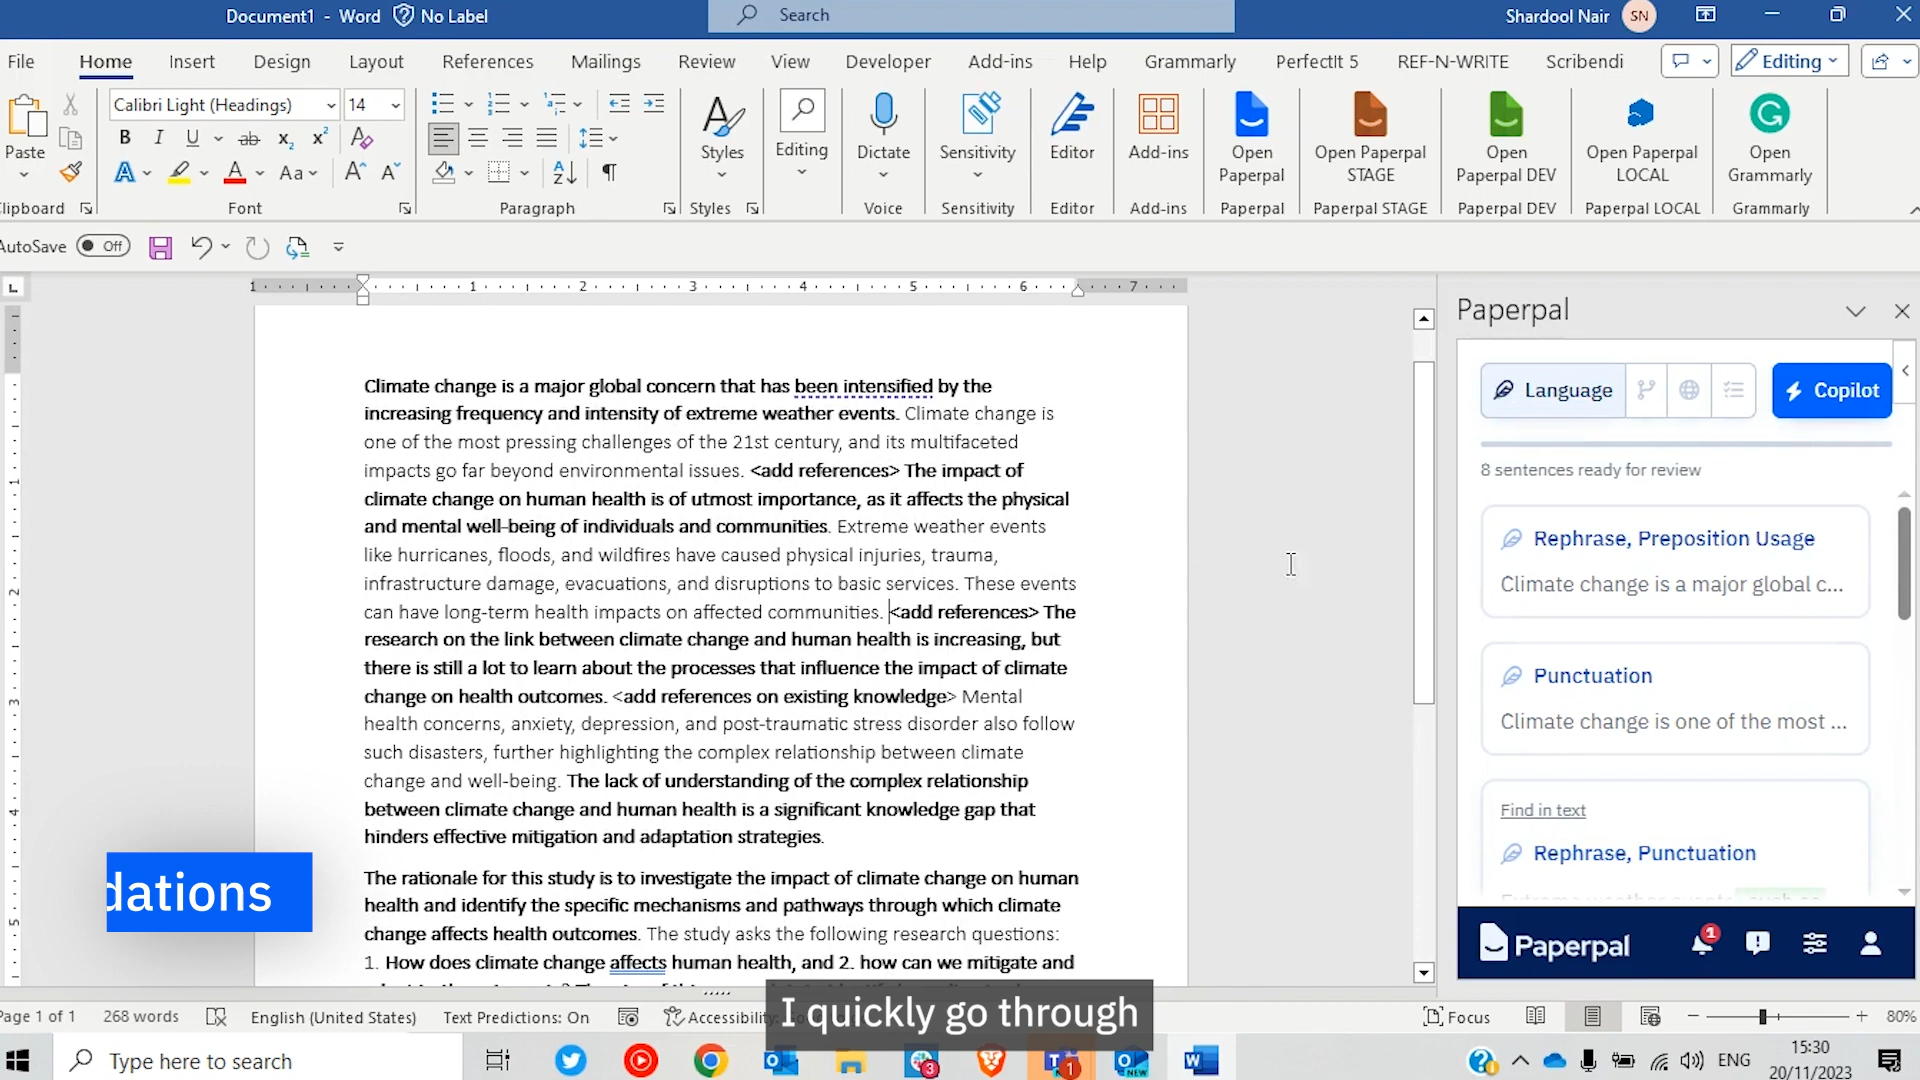 Document1 - Word No Label Search Shardool Nair SN
File Home Insert Design Layout References Mailings Review View Developer Add-ins Help Grammarly PerfectIt 5 REF-N-WRITE Scribendi Editing
Calibri Light (Headings) 14
Paste Styles Editing Dictate Sensitivity Editor Add-ins Open Paperpal Open Paperpal STAGE Open Paperpal DEV Open Paperpal LOCAL Open Grammarly
lipboard Font Paragraph Styles Voice Sensitivity Editor Add-ins Paperpal Paperpal STAGE Paperpal DEV Paperpal LOCAL Grammarly
AutoSave Off
1 1 2 3 4 5 6 7
Climate change is a major global concern that has been intensified by the
increasing frequency and intensity of extreme weather events. Climate change is
one of the most pressing challenges of the 21st century, and its multifaceted
impacts go far beyond environmental issues. <add references> The impact of
climate change on human health is of utmost importance, as it affects the physical
and mental well-being of individuals and communities. Extreme weather events
like hurricanes, floods, and wildfires have caused physical injuries, trauma,
infrastructure damage, evacuations, and disruptions to basic services. These events
can have long-term health impacts on affected communities. <add references> The
research on the link between climate change and human health is increasing, but
there is still a lot to learn about the processes that influence the impact of climate
change on health outcomes. <add references on existing knowledge> Mental
health concerns, anxiety, depression, and post-traumatic stress disorder also follow
such disasters, further highlighting the complex relationship between climate
change and well-being. The lack of understanding of the complex relationship
between climate change and human health is a significant knowledge gap that
hinders effective mitigation and adaptation strategies.
The rationale for this study is to investigate the impact of climate change on human
health and identify the specific mechanisms and pathways through which climate
change affects health outcomes. The study asks the following research questions:
1. How does climate change affects human health, and 2. how can we mitigate and
dations
Paperpal
Language Copilot
8 sentences ready for review
Rephrase, Preposition Usage
Climate change is a major global c...
Punctuation
Climate change is one of the most ...
Find in text
Rephrase, Punctuation
Extreme weather events such as
Paperpal 1
I quickly go through
Page 1 of 1 268 words English (United States) Text Predictions: On Accessibility: Focus 80%
Type here to search 3 1 NEW ENG 15:30
20/11/2023